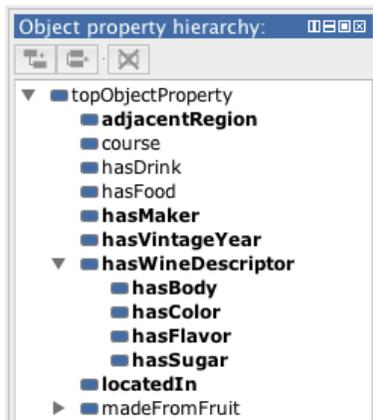 Object property hierarchy:
topObjectProperty
adjacentRegion
course
hasDrink
hasFood
hasMaker
hasVintageYear
hasWineDescriptor
hasBody
hasColor
hasFlavor
hasSugar
locatedIn
madeFromFruit